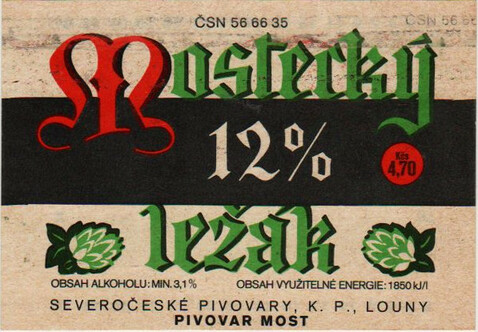 ČSN 56 66 35
ČSN 56 66
Mostecký
12%
Kčs
4,70
ležák
OBSAH ALKOHOLU: MIN. 3,1% OBSAH VYUŽITELNÉ ENERGIE: 1850 kJ/l
SEVEROČESKÉ PIVOVARY, K. P., LOUNY
PIVOVAR MOST